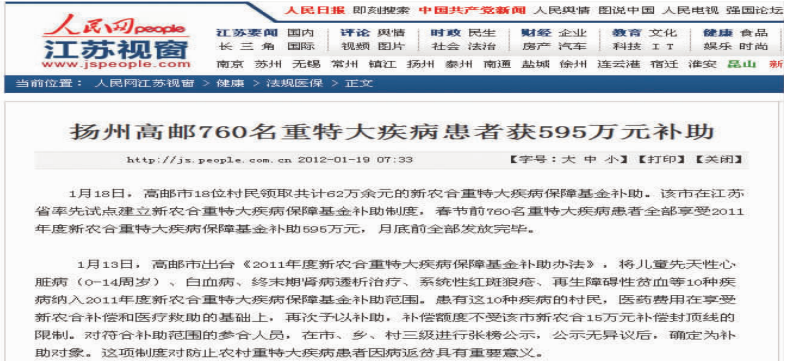 人民网people
江苏视窗
www.jspeople.com
人民日报 即刻搜索 中国共产党新闻 人民舆情 图说中国 人民电视 强国论坛
江苏要闻 国内 评论 舆情 时政 民生 财经 企业 教育 文化 健康 食品
长 三 角 国际 视频 图片 社会 法治 房产 汽车 科技 I T 娱乐 时尚
南京 苏州 无锡 常州 镇江 扬州 泰州 南通 盐城 徐州 连云港 宿迁 淮安 昆山 新
当前位置： 人民网江苏视窗 > 健康 > 法规医保 > 正文
扬州高邮760名重特大疾病患者获595万元补助
http://js.people.com.cn 2012-01-19 07:33 【字号：大 中 小】【打印】【关闭】
1月18日，高邮市18位村民领取共计62万余元的新农合重特大疾病保障基金补助。该市在江苏
省率先试点建立新农合重特大疾病保障基金补助制度，春节前760名重特大疾病患者全部享受2011
年度新农合重特大疾病保障基金补助595万元，月底前全部发放完毕。
1月13日，高邮市出台《2011年度新农合重特大疾病保障基金补助办法》，将儿童先天性心
脏病（0-14周岁）、白血病、终末期肾病透析治疗、系统性红斑狼疮、再生障碍性贫血等10种疾
病纳入2011年度新农合重特大疾病保障基金补助范围。患有这10种疾病的村民，医药费用在享受
新农合补偿和医疗救助的基础上，再次予以补助，补偿额度不受该市新农合15万元补偿封顶线的
限制。对符合补助范围的参合人员，在市、乡、村三级进行张榜公示，公示无异议后，确定为补
助对象。这项制度对防止农村重特大疾病患者因病返贫具有重要意义。